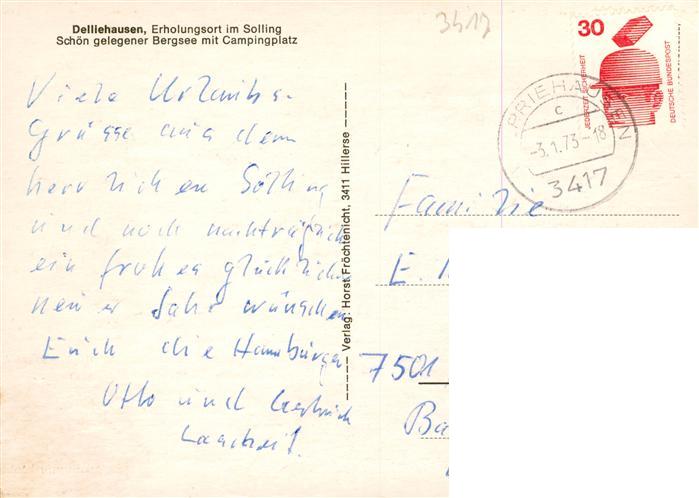 3417
Delliehausen, Erholungsort im Solling
Schön gelegener Bergsee mit Campingplatz
30
JEDERZEIT SICHERHEIT
DEUTSCHE BUNDESPOST
c
-3.1.73-18
3417
Viele Urlaubs-
Grüsse aus dem
herrlichen Solling
und noch nachträglich
ein frohes glückliches
neues Jahr wünschen
Euch die Hamburger
Otto und
Verlag: Horst Fröchtenicht, 3411 Hillerse
Familie
E.
7501
Ba